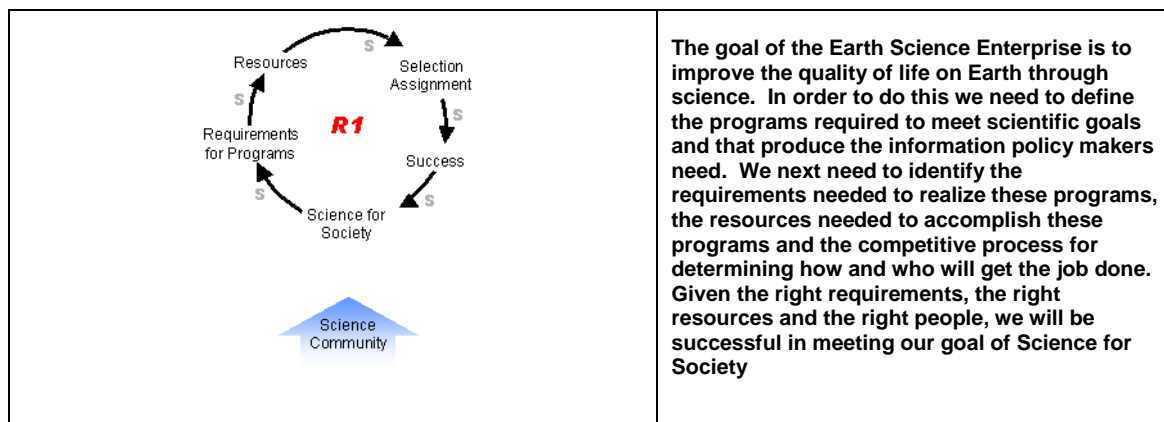 S
Resources
Selection
Assignment
S
S
R1
Requirements
for Programs
Success
S
S
Science for
Society
Science
Community
The goal of the Earth Science Enterprise is to
improve the quality of life on Earth through
science. In order to do this we need to define
the programs required to meet scientific goals
and that produce the information policy makers
need. We next need to identify the
requirements needed to realize these programs,
the resources needed to accomplish these
programs and the competitive process for
determining how and who will get the job done.
Given the right requirements, the right
resources and the right people, we will be
successful in meeting our goal of Science for
Society